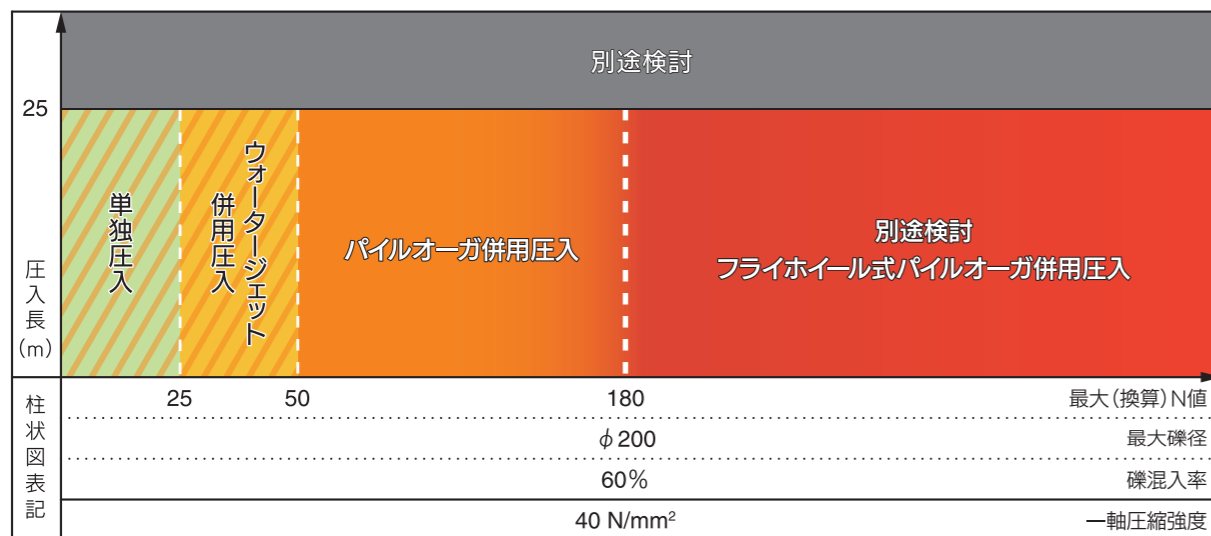 別途検討
25
単独圧入
ウォータージェット
併用圧入
パイルオーガ併用圧入
別途検討
フライホイール式パイルオーガ併用圧入
圧入長(m)
柱状図表記
25 50 180 最大(換算)N値
φ200 最大礫径
60% 礫混入率
40 N/mm² 一軸圧縮強度